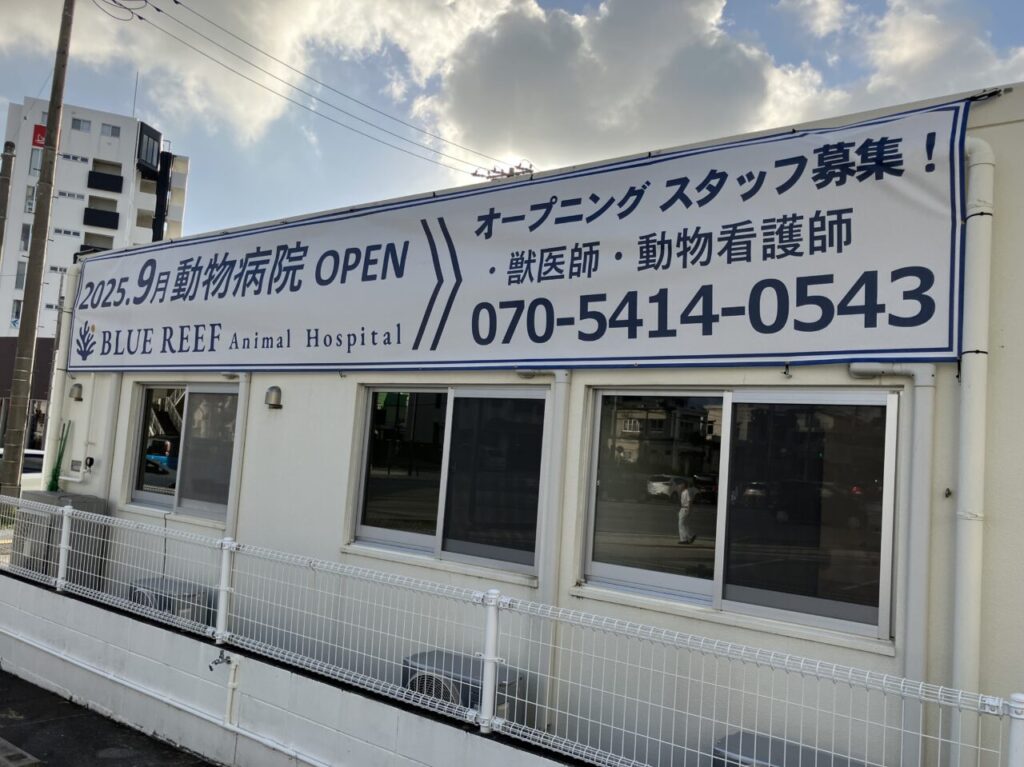 2025.9月動物病院 OPEN
BLUE REEF Animal Hospital
オープニング スタッフ募集！
・獣医師・動物看護師
070-5414-0543